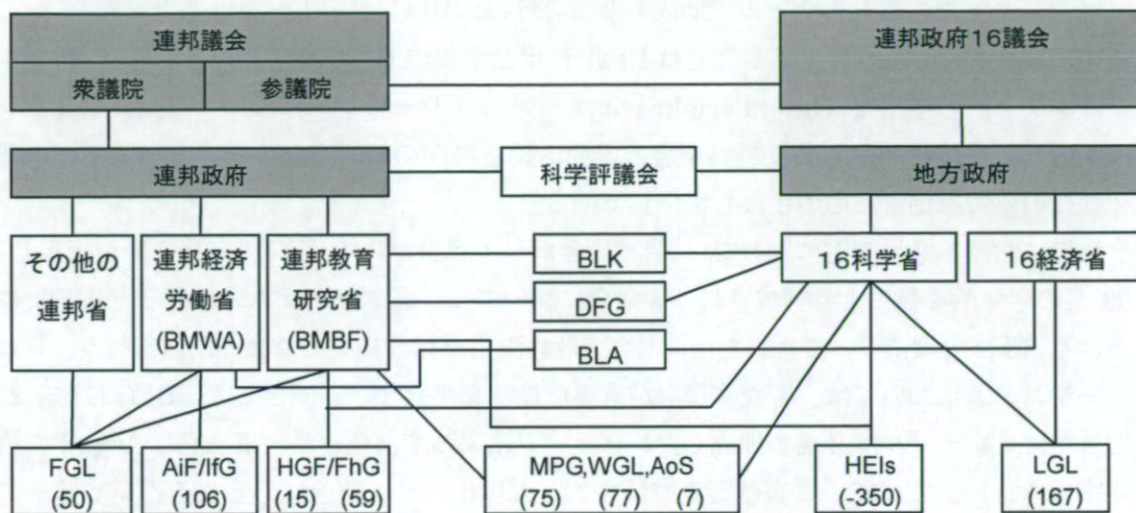 連邦議会
衆議院 参議院
連邦政府16議会
連邦政府
科学評議会
地方政府
その他の
連邦省
連邦経済
労働省
(BMWA)
連邦教育
研究省
(BMBF)
BLK
DFG
BLA
16科学省
16経済省
FGL
(50)
AiF/IfG
(106)
HGF/FhG
(15) (59)
MPG,WGL,AoS
(75) (77) (7)
HEIs
(-350)
LGL
(167)